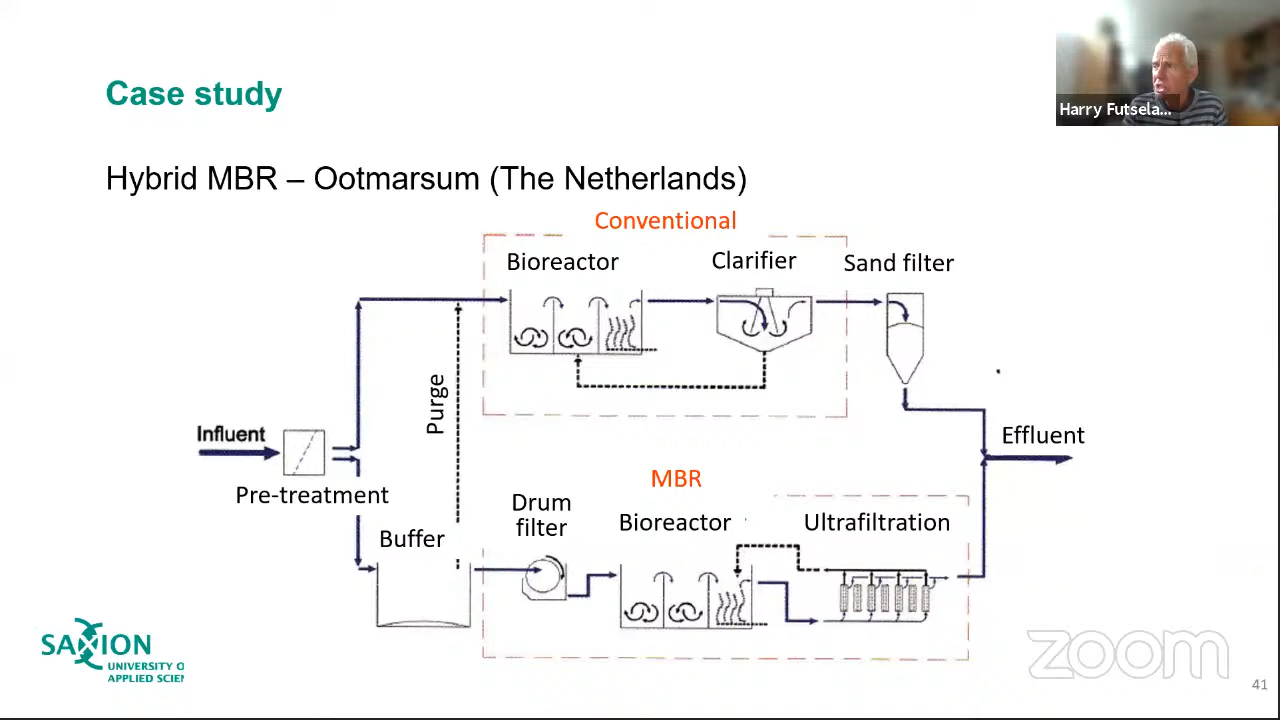 Harry Futsela...
Case study
Hybrid MBR – Ootmarsum (The Netherlands)
Conventional
Bioreactor
Clarifier
Sand filter
Purge
Influent
Pre-treatment
Effluent
MBR
Buffer
Drum
filter
Bioreactor
Ultrafiltration
SAXION
UNIVERSITY O
APPLIED SCIEN
zoom
41